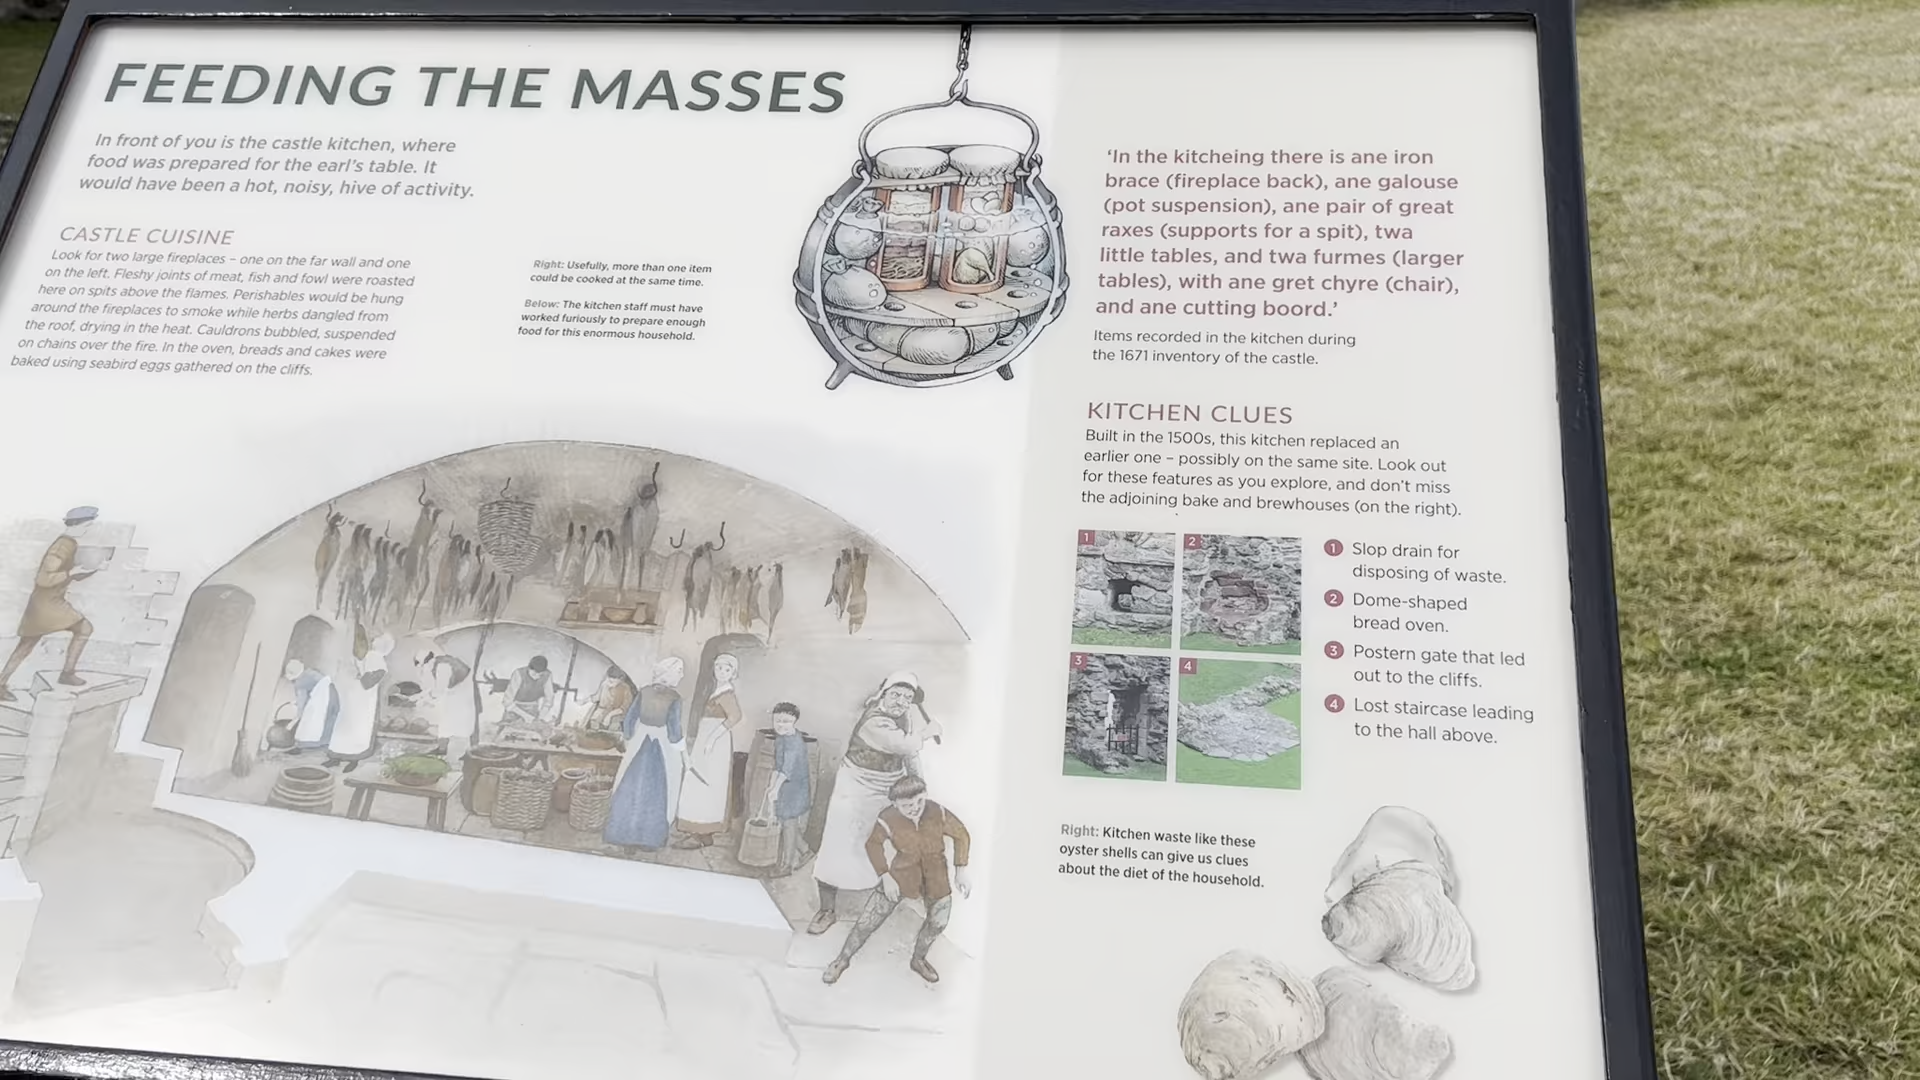 FEEDING THE MASSES
In front of you is the castle kitchen, where
food was prepared for the earl's table. It
would have been a hot, noisy, hive of activity.
CASTLE CUISINE
Look for two large fireplaces – one on the far wall and one
on the left. Fleshy joints of meat, fish and fowl were roasted
here on spits above the flames. Perishables would be hung
around the fireplaces to smoke while herbs dangled from
the roof, drying in the heat. Cauldrons bubbled, suspended
on chains over the fire. In the oven, breads and cakes were
baked using seabird eggs gathered on the cliffs.
Right: Usefully, more than one item
could be cooked at the same time.
Below: The kitchen staff must have
worked furiously to prepare enough
food for this enormous household.
'In the kitcheing there is ane iron
brace (fireplace back), ane galouse
(pot suspension), ane pair of great
raxes (supports for a spit), twa
little tables, and twa furmes (larger
tables), with ane gret chyre (chair),
and ane cutting boord.'
Items recorded in the kitchen during
the 1671 inventory of the castle.
KITCHEN CLUES
Built in the 1500s, this kitchen replaced an
earlier one – possibly on the same site. Look out
for these features as you explore, and don't miss
the adjoining bake and brewhouses (on the right).
1
2
3
4
1 Slop drain for
disposing of waste.
2 Dome-shaped
bread oven.
3 Postern gate that led
out to the cliffs.
4 Lost staircase leading
to the hall above.
Right: Kitchen waste like these
oyster shells can give us clues
about the diet of the household.